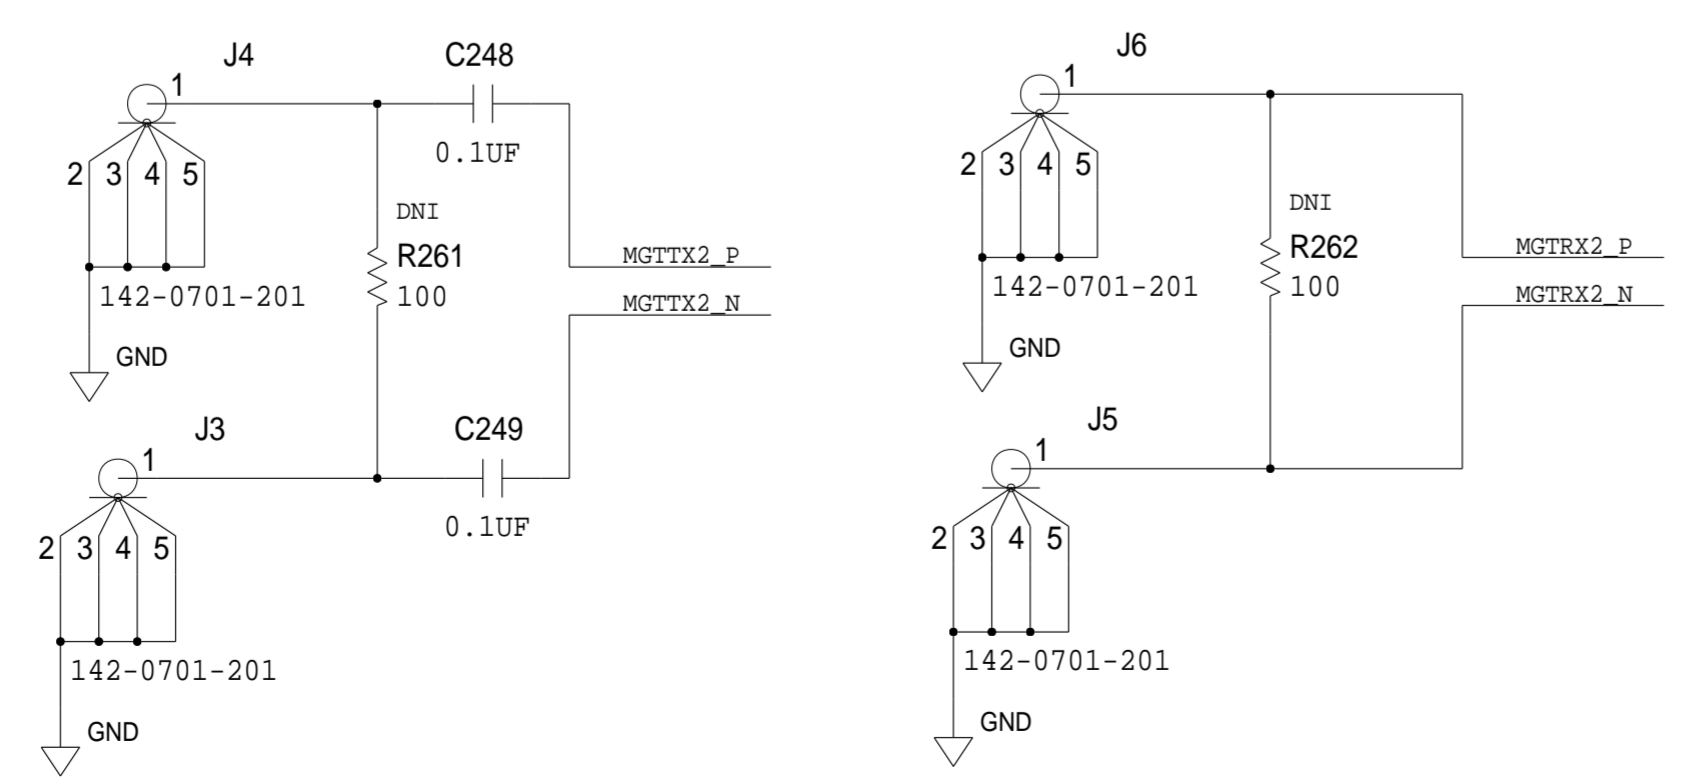 J4
C248
1
0.1UF
2 3 4 5
DNI
R261
100
142-0701-201
GND
MGTTX2_P
MGTTX2_N
J3
C249
1
0.1UF
2 3 4 5
142-0701-201
GND
J6
1
2 3 4 5
DNI
R262
100
142-0701-201
GND
MGTRX2_P
MGTRX2_N
J5
1
2 3 4 5
142-0701-201
GND